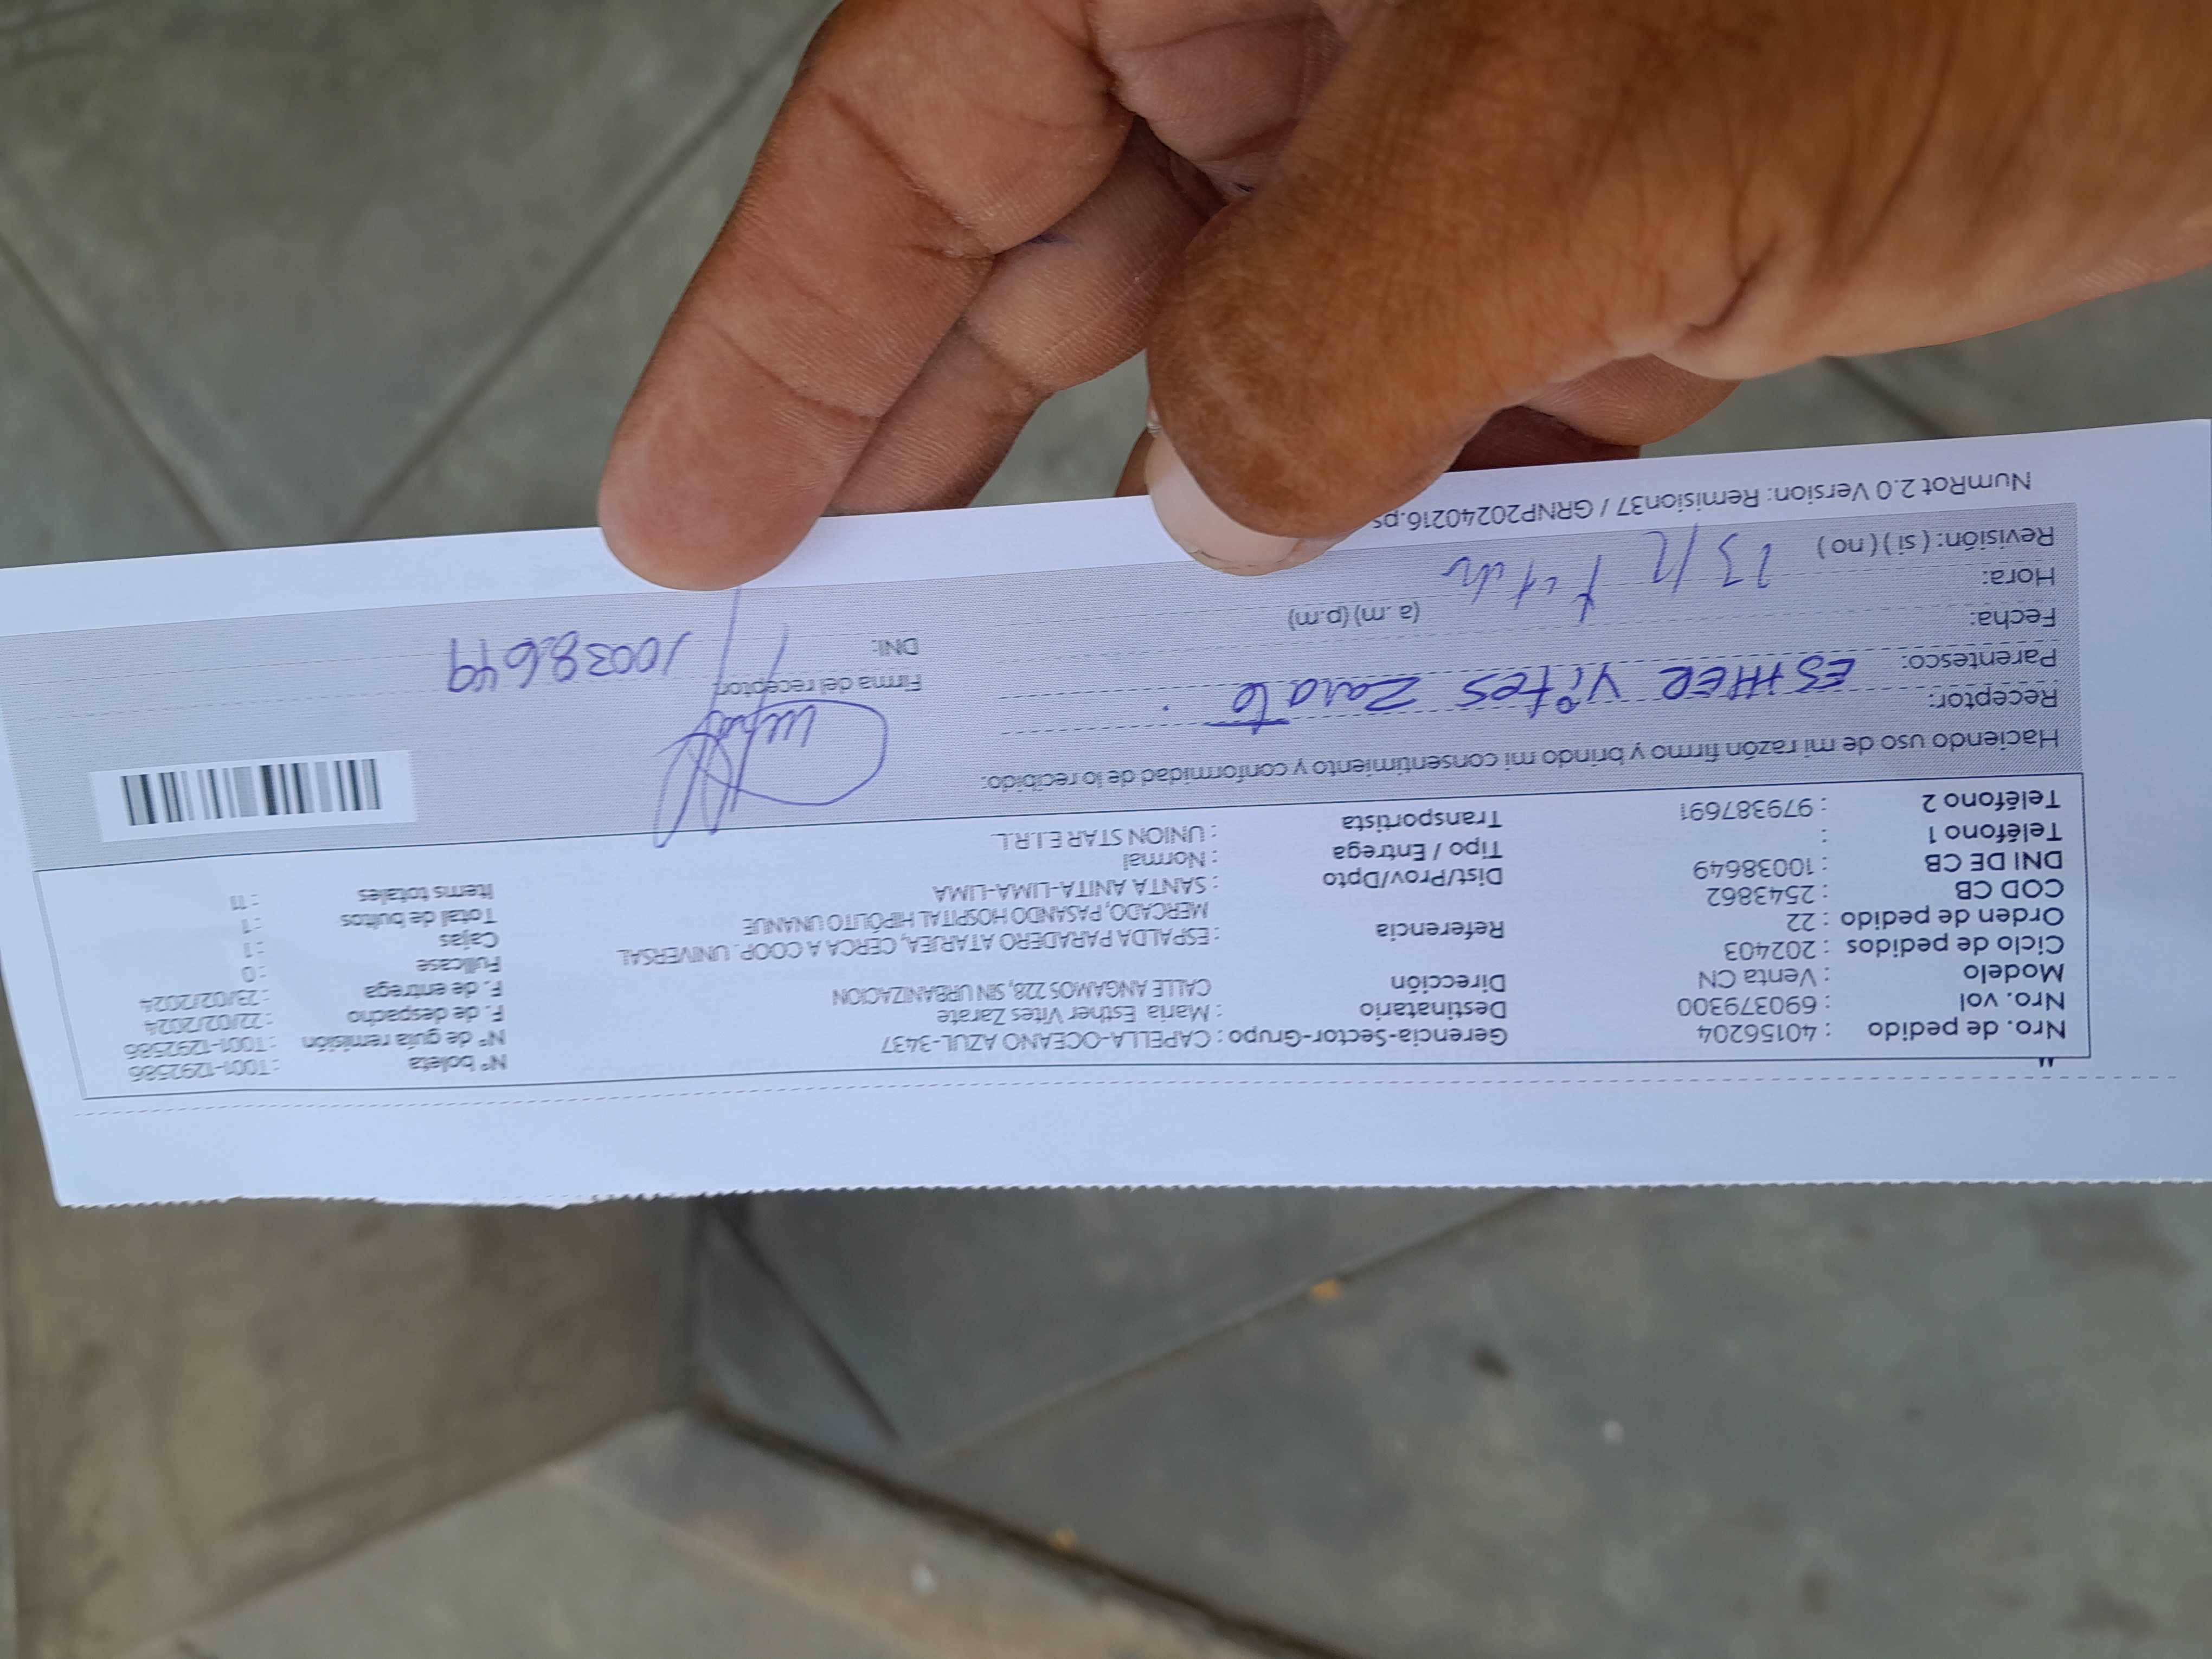 Nro. de pedido : 40156204 Gerencia-Sector-Grupo : CAPELLA-OCEANO AZUL-3437 N° boleta : T001-1292586
Nro. vol : 690379300 Destinatario : Maria Esther Vites Zarate N° de guía remisión : T001-1292586
Modelo : Venta CN Dirección CALLE ANGAMOS 228, SIN URBANIZACION F. de despacho : 22/02/2024
Ciclo de pedidos : 202403 F. de entrega : 23/02/2024
Orden de pedido : 22 Referencia : ESPALDA PARADERO ATARJEA, CERCA A COOP. UNIVERSAL Fullcase : 0
COD CB : 2543862 MERCADO, PASANDO HOSPITAL HIPÓLITO UNANUE Cajas : 1
DNI DE CB : 10038649 Dist/Prov/Dpto : SANTA ANITA-LIMA-LIMA Total de bultos : 1
Teléfono 1 : Tipo / Entrega : Normal Items totales : 11
Teléfono 2 : 979387691 Transportista : UNION STAR E.I.R.L.
Haciendo uso de mi razón firmo y brindo mi consentimiento y conformidad de lo recibido:
Receptor: ESTHER Vites Zarate.
Parentesco: Firma del receptor
Fecha: DNI: 10038649
Hora: (a .m) (p.m)
Revisión: ( si ) ( no )
NumRot 2.0 Version: Remision37 / GRNP20240216.ps